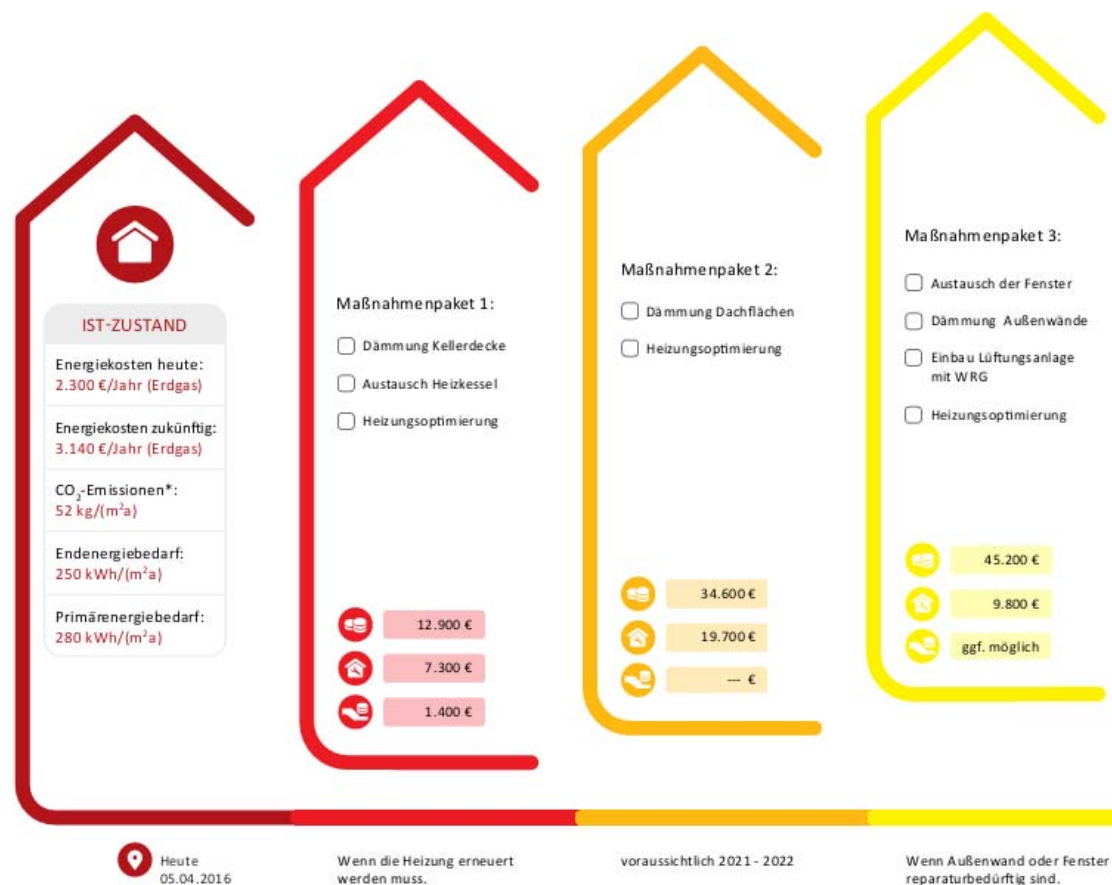 IST-ZUSTAND
Energiekosten heute:
2.300 €/Jahr (Erdgas)
Energiekosten zukünftig:
3.140 €/Jahr (Erdgas)
CO₂-Emissionen*:
52 kg/(m²a)
Endenergiebedarf:
250 kWh/(m²a)
Primärenergiebedarf:
280 kWh/(m²a)
Heute
05.04.2016
Maßnahmenpaket 1:
Dämmung Kellerdecke
Austausch Heizkessel
Heizungsoptimierung
12.900 €
7.300 €
1.400 €
Wenn die Heizung erneuert
werden muss.
Maßnahmenpaket 2:
Dämmung Dachflächen
Heizungsoptimierung
34.600 €
19.700 €
--- €
voraussichtlich 2021 - 2022
Maßnahmenpaket 3:
Austausch der Fenster
Dämmung Außenwände
Einbau Lüftungsanlage
mit WRG
Heizungsoptimierung
45.200 €
9.800 €
ggf. möglich
Wenn Außenwand oder Fenster
reparaturbedürftig sind.